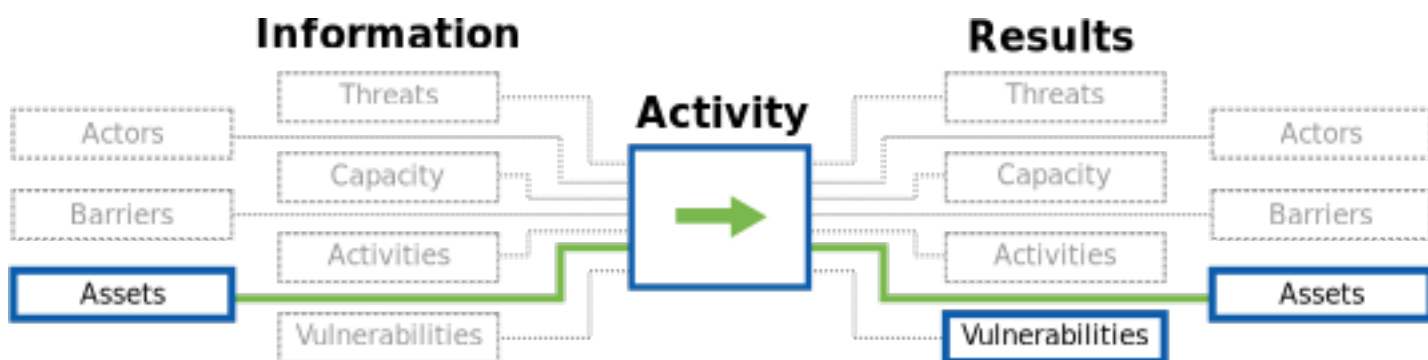 Information
Results
Threats
Threats
Activity
Actors
Actors
Capacity
Capacity
Barriers
Barriers
Activities
Activities
Assets
Assets
Vulnerabilities
Vulnerabilities